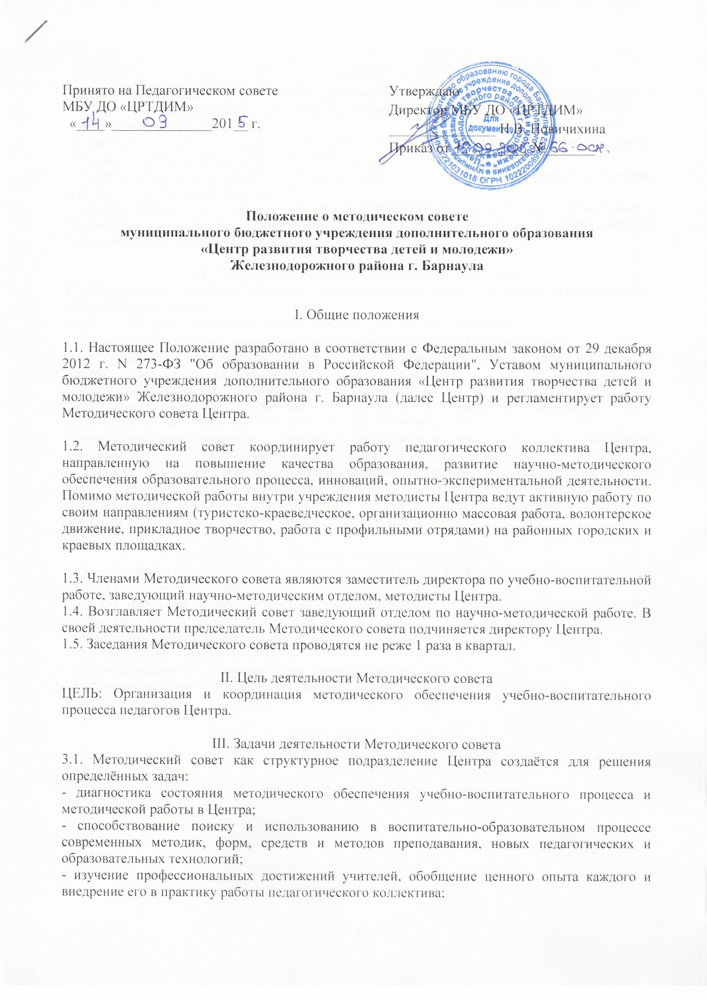 Принято на Педагогическом совете
МБУ ДО «ЦРТДИМ»
« 14 » 09 2015 г.
Утверждаю
Директор МБУ ДО «ЦРТДИМ»
Н.В. Новичихина
Приказ от 15.09.2015 № 66-осн.
Для
документов
Положение о методическом совете
муниципального бюджетного учреждения дополнительного образования
«Центр развития творчества детей и молодежи»
Железнодорожного района г. Барнаула
I. Общие положения
1.1. Настоящее Положение разработано в соответствии с Федеральным законом от 29 декабря
2012 г. N 273-ФЗ "Об образовании в Российской Федерации", Уставом муниципального
бюджетного учреждения дополнительного образования «Центр развития творчества детей и
молодежи» Железнодорожного района г. Барнаула (далее Центр) и регламентирует работу
Методического совета Центра.
1.2. Методический совет координирует работу педагогического коллектива Центра,
направленную на повышение качества образования, развитие научно-методического
обеспечения образовательного процесса, инноваций, опытно-экспериментальной деятельности.
Помимо методической работы внутри учреждения методисты Центра ведут активную работу по
своим направлениям (туристско-краеведческое, организационно массовая работа, волонтерское
движение, прикладное творчество, работа с профильными отрядами) на районных городских и
краевых площадках.
1.3. Членами Методического совета являются заместитель директора по учебно-воспитательной
работе, заведующий научно-методическим отделом, методисты Центра.
1.4. Возглавляет Методический совет заведующий отделом по научно-методической работе. В
своей деятельности председатель Методического совета подчиняется директору Центра.
1.5. Заседания Методического совета проводятся не реже 1 раза в квартал.
II. Цель деятельности Методического совета
ЦЕЛЬ: Организация и координация методического обеспечения учебно-воспитательного
процесса педагогов Центра.
III. Задачи деятельности Методического совета
3.1. Методический совет как структурное подразделение Центра создаётся для решения
определённых задач:
- диагностика состояния методического обеспечения учебно-воспитательного процесса и
методической работы в Центра;
- способствование поиску и использованию в воспитательно-образовательном процессе
современных методик, форм, средств и методов преподавания, новых педагогических и
образовательных технологий;
- изучение профессиональных достижений учителей, обобщение ценного опыта каждого и
внедрение его в практику работы педагогического коллектива;